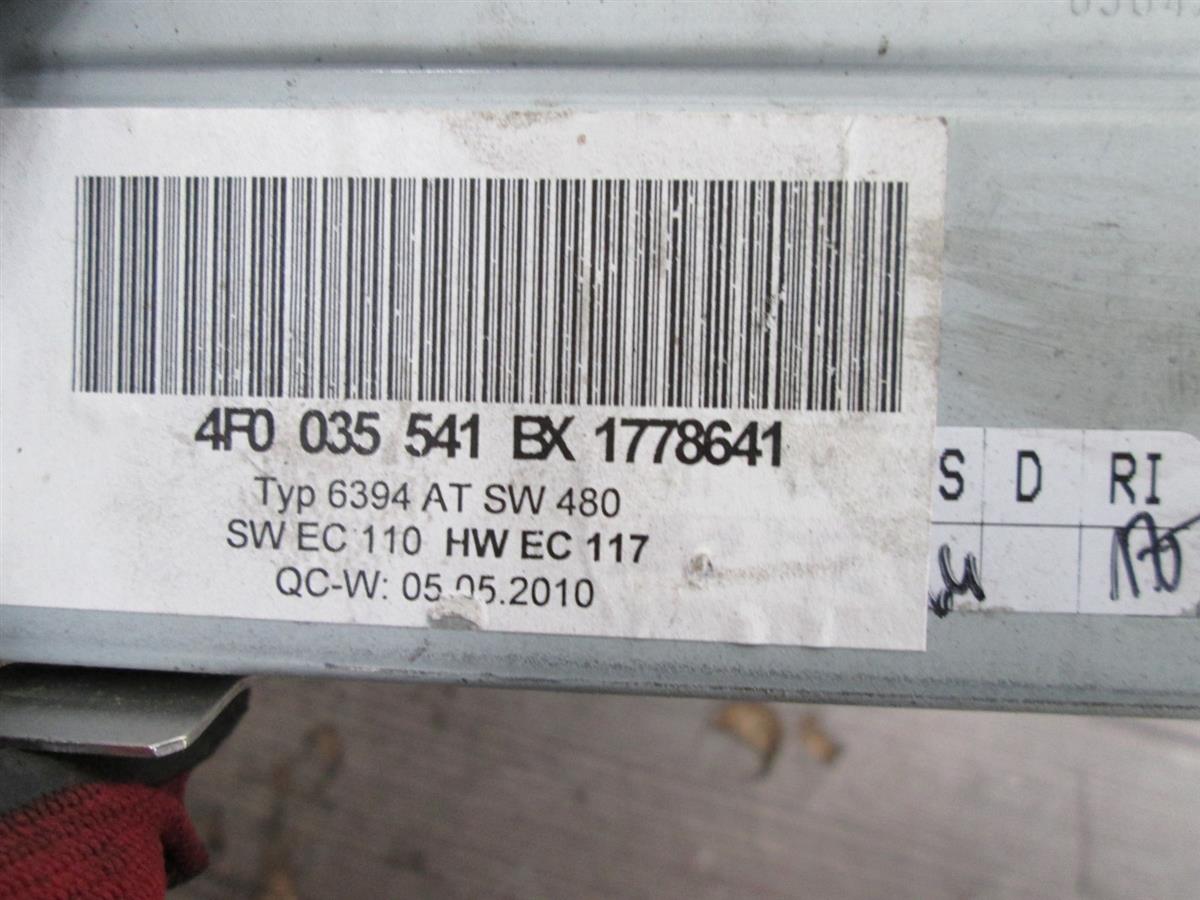 4F0 035 541 BX 1778641
Typ 6394 AT SW 480
SW EC 110 HW EC 117
QC-W: 05.05.2010
S D RI